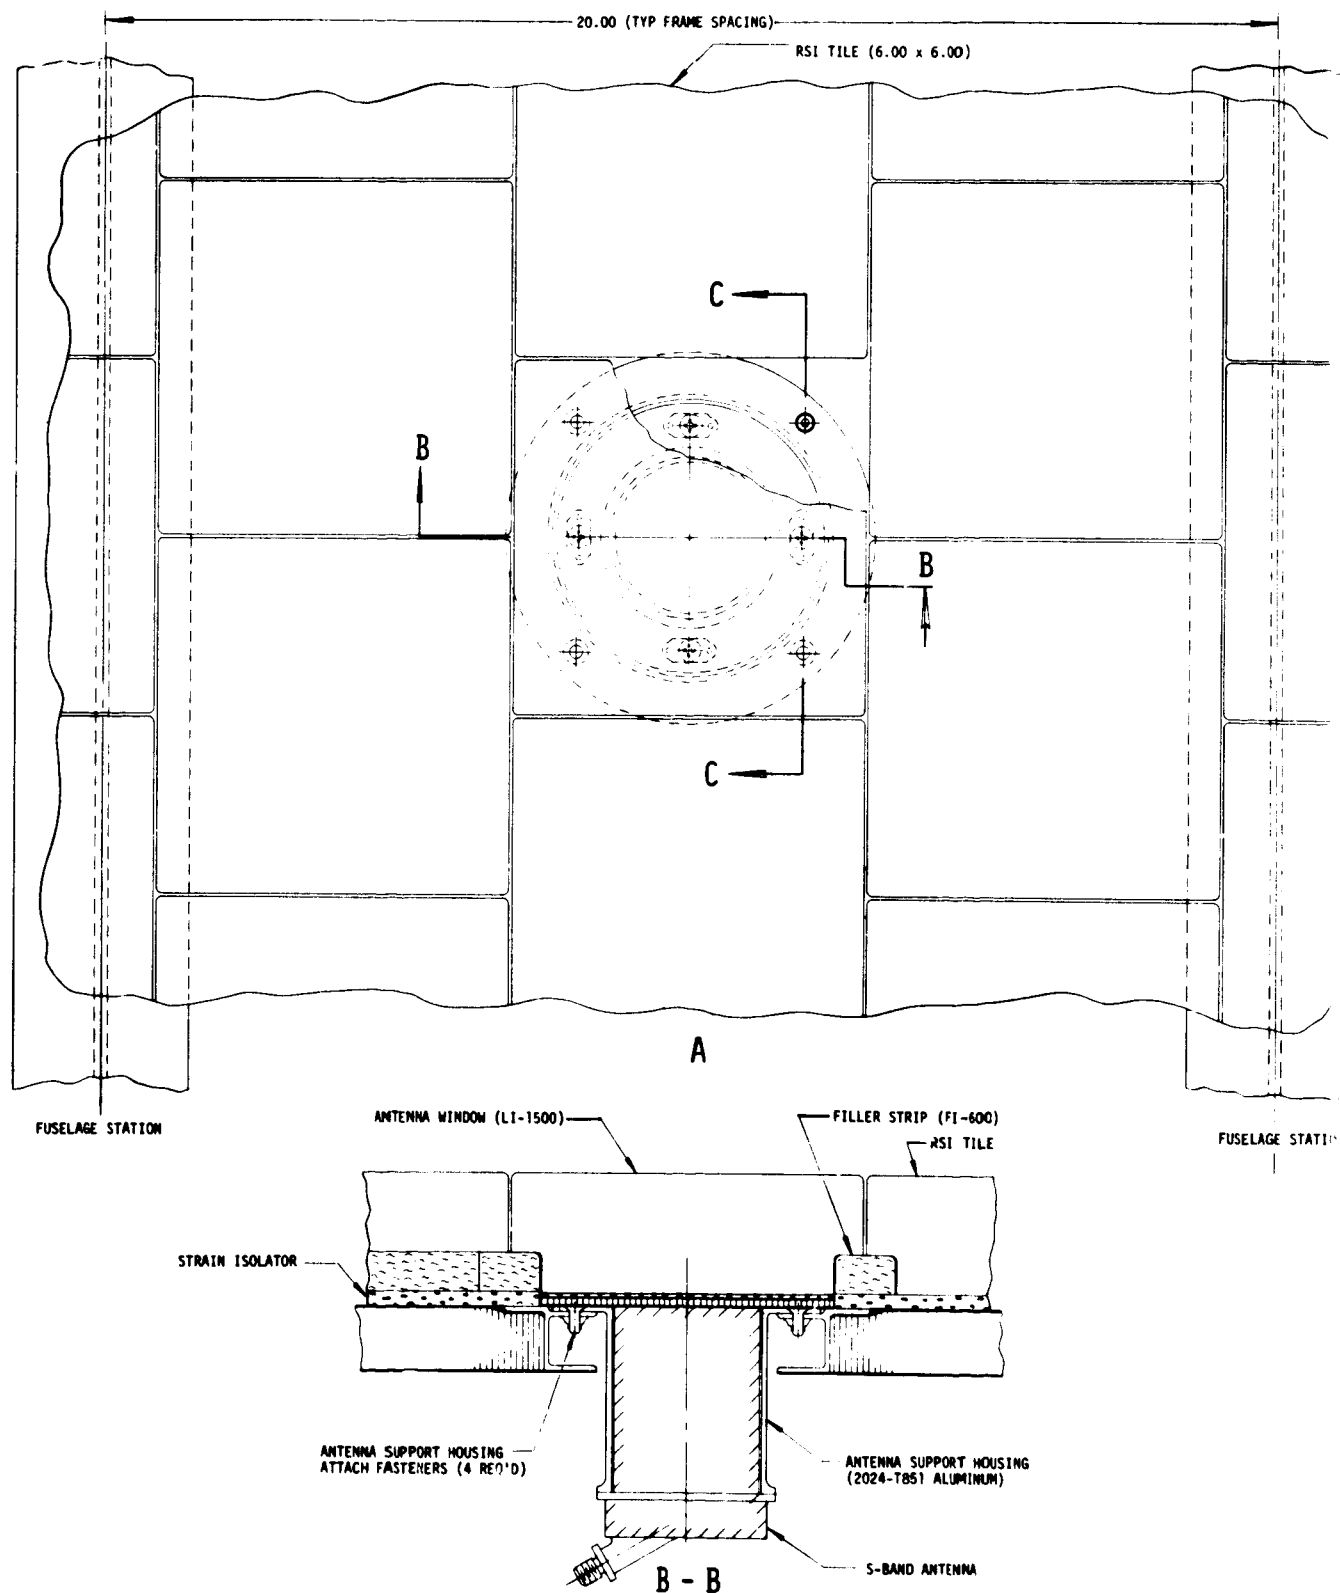 20.00 (TYP FRAME SPACING)
RSI TILE (6.00 x 6.00)
C
B
B
C
A
FUSELAGE STATION
ANTENNA WINDOW (LI-1500)
FILLER STRIP (FI-600)
RSI TILE
FUSELAGE STATI
STRAIN ISOLATOR
ANTENNA SUPPORT HOUSING
ATTACH FASTENERS (4 REQ'D)
ANTENNA SUPPORT HOUSING
(2024-T851 ALUMINUM)
S-BAND ANTENNA
B - B